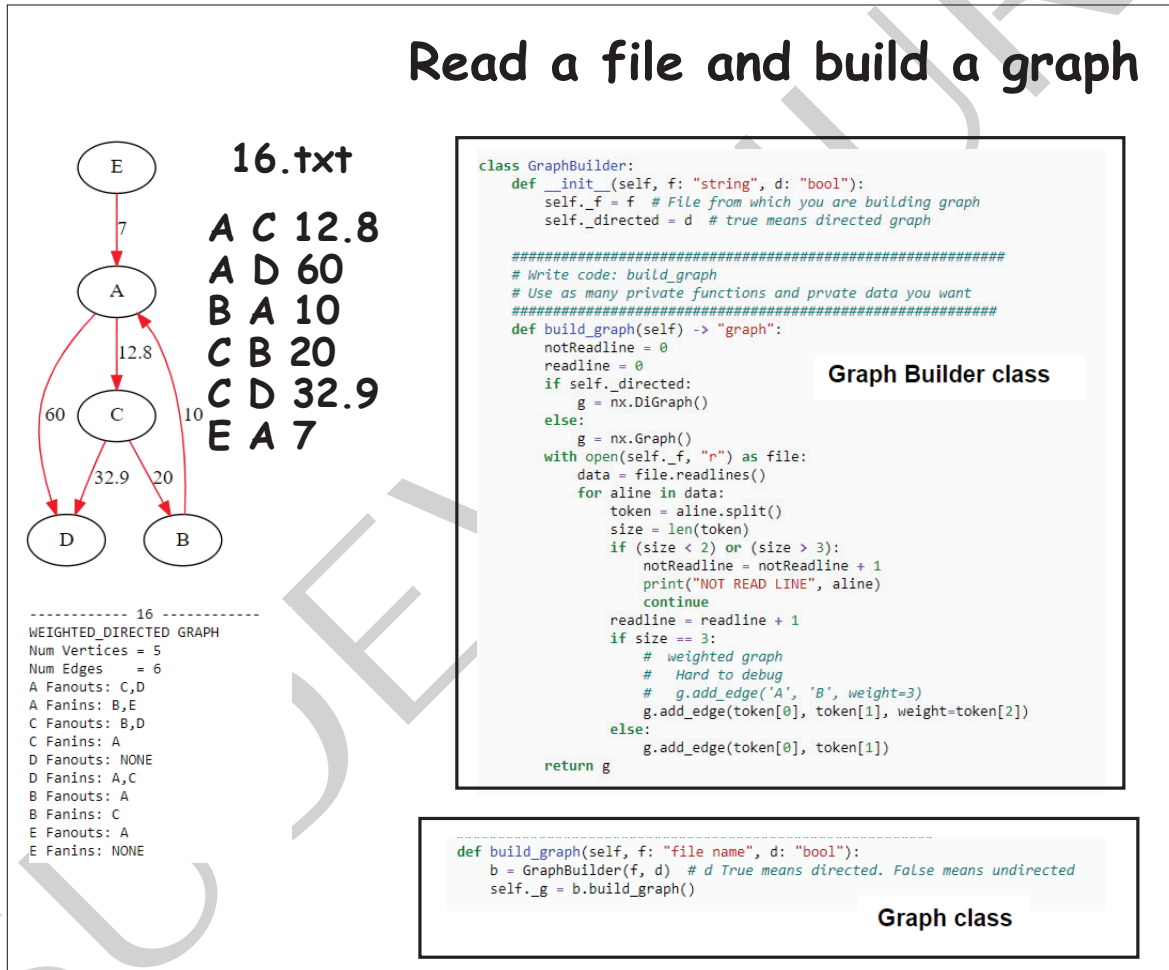 Read a file and build a graph
16.txt
A C 12.8
A D 60
B A 10
C B 20
C D 32.9
E A 7
E
7
A
12.8
60
C
10
32.9
20
D
B
------------ 16 ------------
WEIGHTED_DIRECTED GRAPH
Num Vertices = 5
Num Edges    = 6
A Fanouts: C,D
A Fanins: B,E
C Fanouts: B,D
C Fanins: A
D Fanouts: NONE
D Fanins: A,C
B Fanouts: A
B Fanins: C
E Fanouts: A
E Fanins: NONE
class GraphBuilder:
    def __init__(self, f: "string", d: "bool"):
        self._f = f  # File from which you are building graph
        self._directed = d  # true means directed graph
    ############################################################
    # Write code: build_graph
    # Use as many private functions and prvate data you want
    ###########################################################
    def build_graph(self) -> "graph":
        notReadline = 0
        readline = 0
        if self._directed:
            g = nx.DiGraph()
        else:
            g = nx.Graph()
        with open(self._f, "r") as file:
            data = file.readlines()
            for aline in data:
                token = aline.split()
                size = len(token)
                if (size < 2) or (size > 3):
                    notReadline = notReadline + 1
                    print("NOT READ LINE", aline)
                    continue
                readline = readline + 1
                if size == 3:
                    #  weighted graph
                    #   Hard to debug
                    #   g.add_edge('A', 'B', weight=3)
                    g.add_edge(token[0], token[1], weight=token[2])
                else:
                    g.add_edge(token[0], token[1])
        return g
Graph Builder class
def build_graph(self, f: "file name", d: "bool"):
    b = GraphBuilder(f, d)  # d True means directed. False means undirected
    self._g = b.build_graph()
Graph class